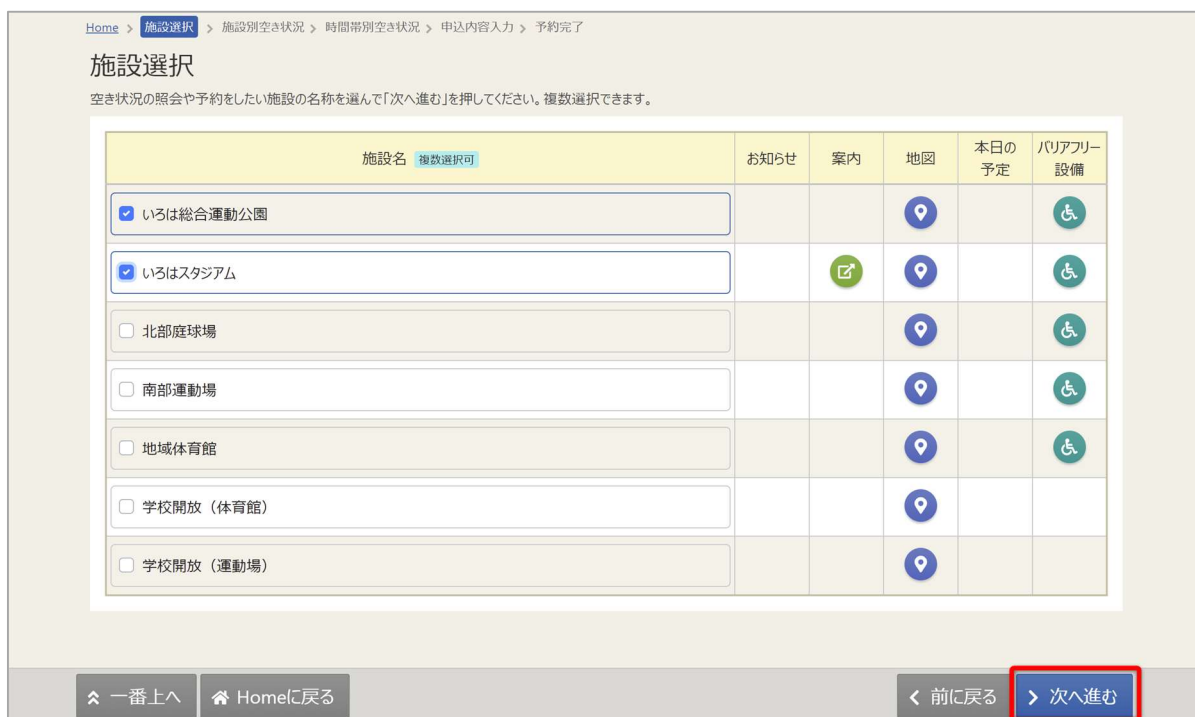 Home > 施設選択 > 施設別空き状況 > 時間帯別空き状況 > 申込内容入力 > 予約完了
施設選択
空き状況の照会や予約をしたい施設の名称を選んで「次へ進む」を押してください。複数選択できます。
施設名 複数選択可 お知らせ 案内 地図 本日の予定 バリアフリー設備
いろは総合運動公園
いろはスタジアム
北部庭球場
南部運動場
地域体育館
学校開放（体育館）
学校開放（運動場）
一番上へ Homeに戻る 前に戻る 次へ進む